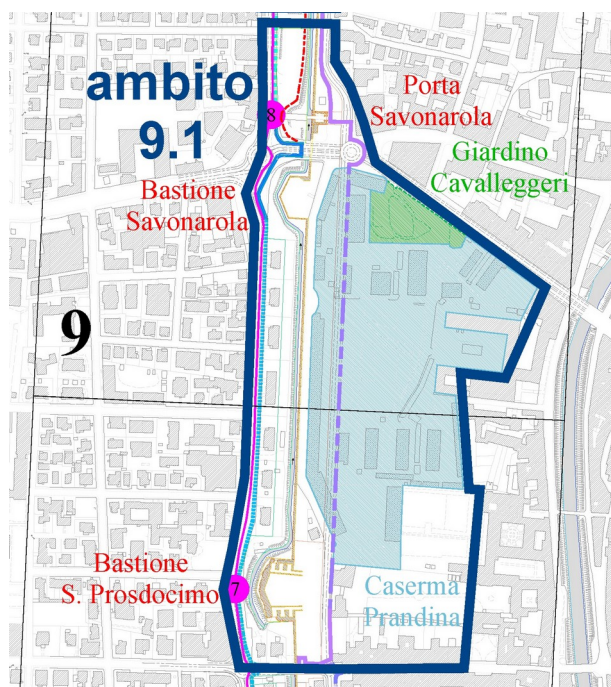 ambito
9.1
8
Porta
Savonarola
Giardino
Cavalleggeri
Bastione
Savonarola
9
Bastione
S. Prosdocimo
7
Caserma
Prandina